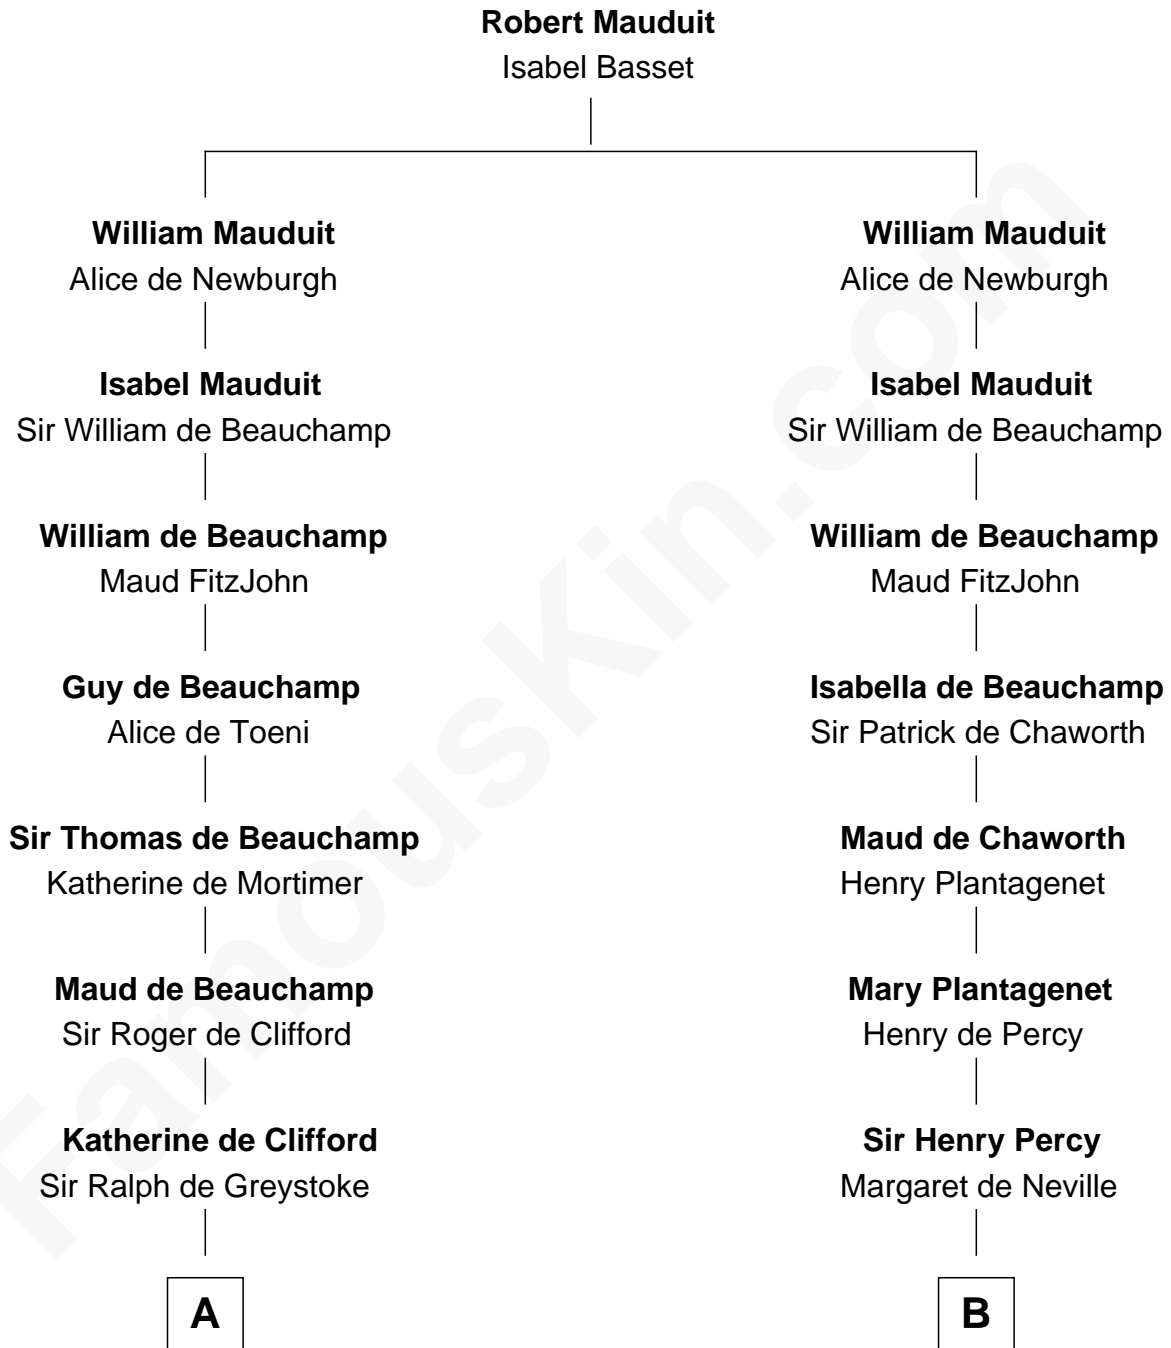 Robert Mauduit
Isabel Basset
William Mauduit
Alice de Newburgh
William Mauduit
Alice de Newburgh
Isabel Mauduit
Sir William de Beauchamp
Isabel Mauduit
Sir William de Beauchamp
William de Beauchamp
Maud FitzJohn
William de Beauchamp
Maud FitzJohn
Guy de Beauchamp
Alice de Toeni
Isabella de Beauchamp
Sir Patrick de Chaworth
Sir Thomas de Beauchamp
Katherine de Mortimer
Maud de Chaworth
Henry Plantagenet
Maud de Beauchamp
Sir Roger de Clifford
Mary Plantagenet
Henry de Percy
Katherine de Clifford
Sir Ralph de Greystoke
Sir Henry Percy
Margaret de Neville
A
B
FamousKin.com